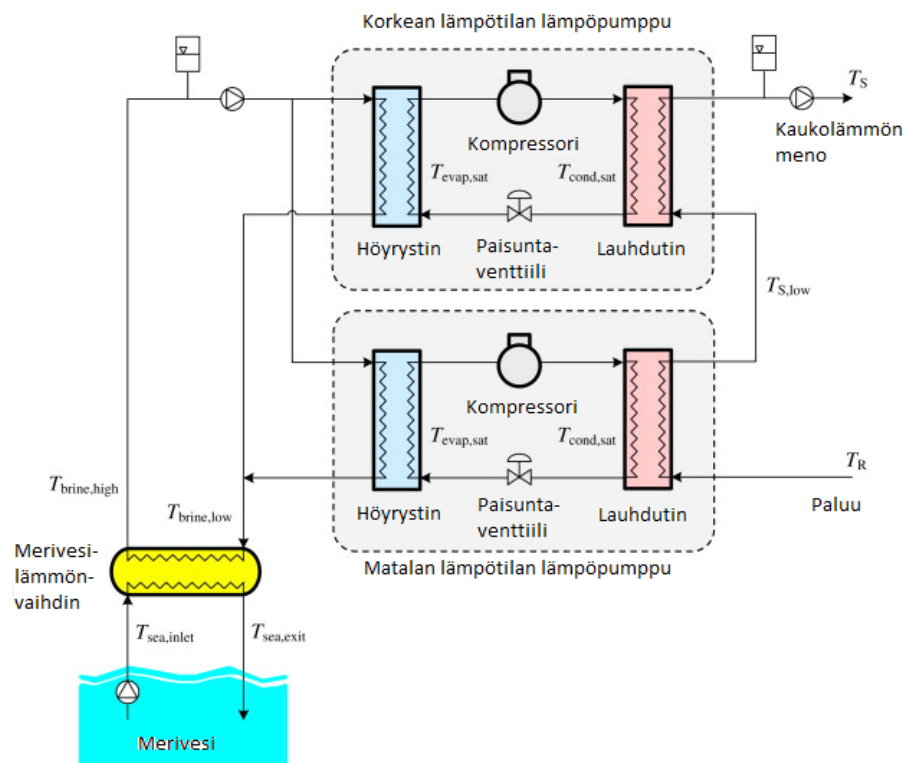 Korkean lämpötilan lämpöpumppu
T_S
Kompressori
Kaukolämmön
meno
T_evap,sat
T_cond,sat
Höyrystin
Paisunta-
venttiili
Lauhdutin
T_S,low
Kompressori
T_evap,sat
T_cond,sat
T_R
T_brine,high
T_brine,low
Höyrystin
Paisunta-
venttiili
Lauhdutin
Paluu
Merivesi-
lämmön-
vaihdin
Matalan lämpötilan lämpöpumppu
T_sea,inlet
T_sea,exit
Merivesi